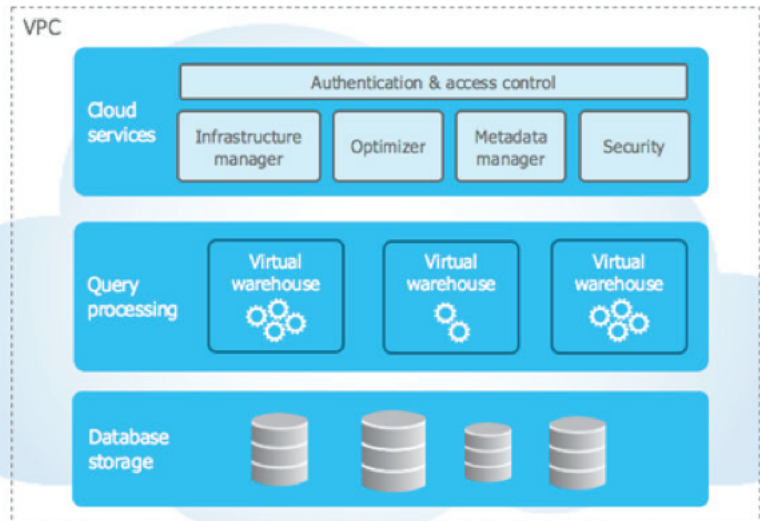 VPC
Cloud
services
Authentication & access control
Infrastructure
manager
Optimizer
Metadata
manager
Security
Query
processing
Virtual
warehouse
Virtual
warehouse
Virtual
warehouse
Database
storage